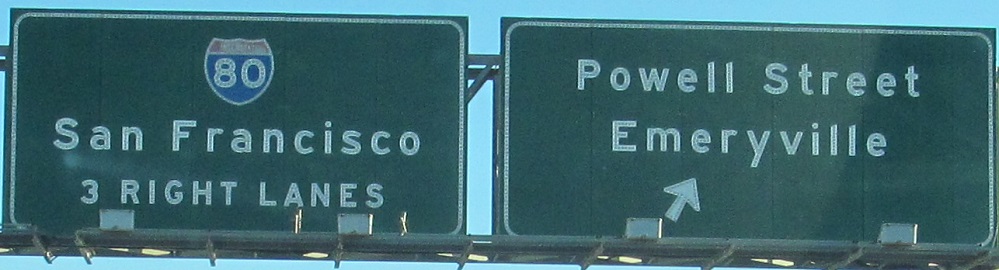 80
San Francisco
3 RIGHT LANES
Powell Street
Emeryville